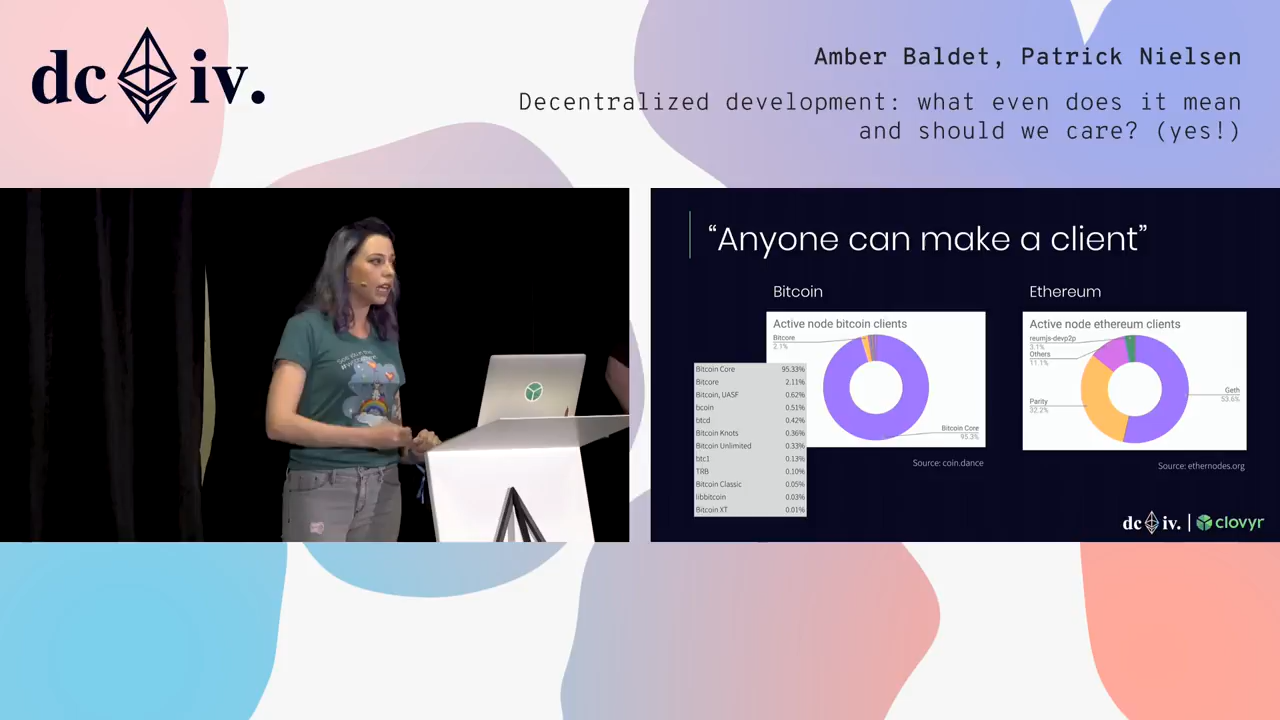 dc iv.
Amber Baldet, Patrick Nielsen
Decentralized development: what even does it mean
and should we care? (yes!)
“Anyone can make a client”
Bitcoin
Active node bitcoin clients
Bitcore
2.1%
Bitcoin Core
95.3%
Bitcoin Core 95.33%
Bitcore 2.11%
Bitcoin, UASF 0.62%
bcoin 0.51%
btcd 0.42%
Bitcoin Knots 0.36%
Bitcoin Unlimited 0.33%
btc1 0.13%
TRB 0.10%
Bitcoin Classic 0.05%
libbitcoin 0.03%
Bitcoin XT 0.01%
Source: coin.dance
Ethereum
Active node ethereum clients
reumjs-devp2p
3.1%
Others
11.1%
Parity
32.2%
Geth
53.6%
Source: ethernodes.org
dc iv. | clovyr